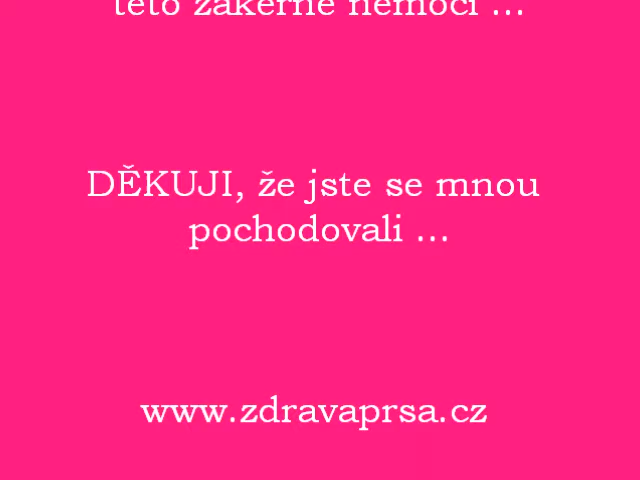 této zákeřné nemoci ...
DĚKUJI, že jste se mnou
pochodovali ...
www.zdravaprsa.cz